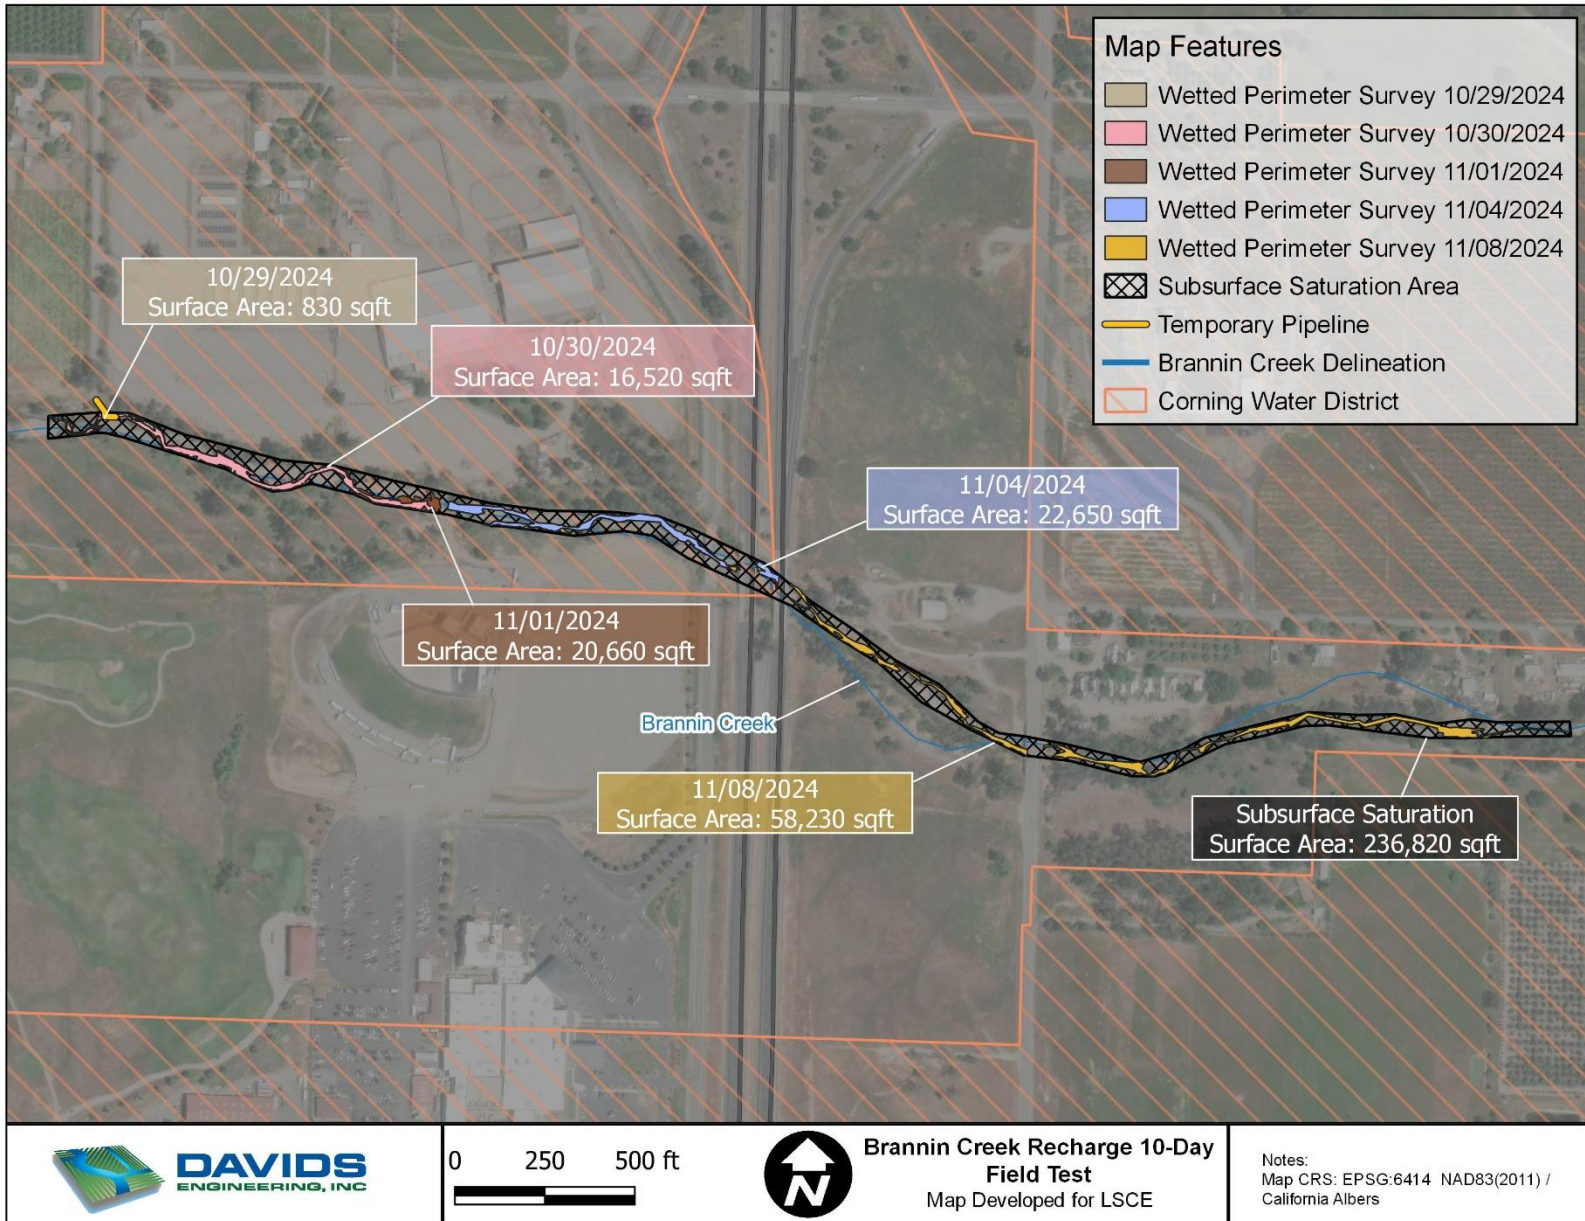 Map Features
Wetted Perimeter Survey 10/29/2024
Wetted Perimeter Survey 10/30/2024
Wetted Perimeter Survey 11/01/2024
Wetted Perimeter Survey 11/04/2024
Wetted Perimeter Survey 11/08/2024
Subsurface Saturation Area
Temporary Pipeline
Brannin Creek Delineation
Corning Water District
10/29/2024
Surface Area: 830 sqft
10/30/2024
Surface Area: 16,520 sqft
11/04/2024
Surface Area: 22,650 sqft
11/01/2024
Surface Area: 20,660 sqft
Brannin Creek
11/08/2024
Surface Area: 58,230 sqft
Subsurface Saturation
Surface Area: 236,820 sqft
DAVIDS
ENGINEERING, INC
0 250 500 ft
N
Brannin Creek Recharge 10-Day
Field Test
Map Developed for LSCE
Notes:
Map CRS: EPSG:6414 NAD83(2011) /
California Albers